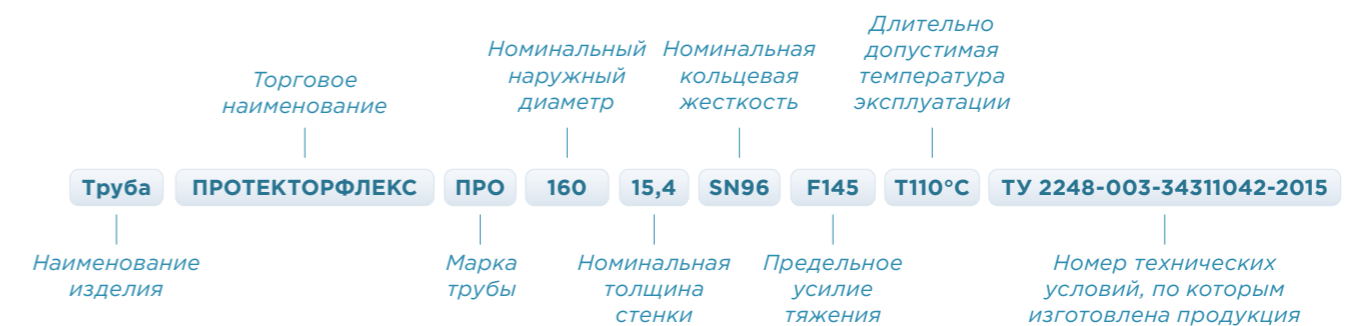 Торговое
наименование
Номинальный
наружный
диаметр
Номинальная
кольцевая
жесткость
Длительно
допустимая
температура
эксплуатации
Труба ПРОТЕКТОРФЛЕКС ПРО 160 15,4 SN96 F145 Т110°С ТУ 2248-003-34311042-2015
Наименование
изделия
Марка
трубы
Номинальная
толщина
стенки
Предельное
усилие
тяжения
Номер технических
условий, по которым
изготовлена продукция